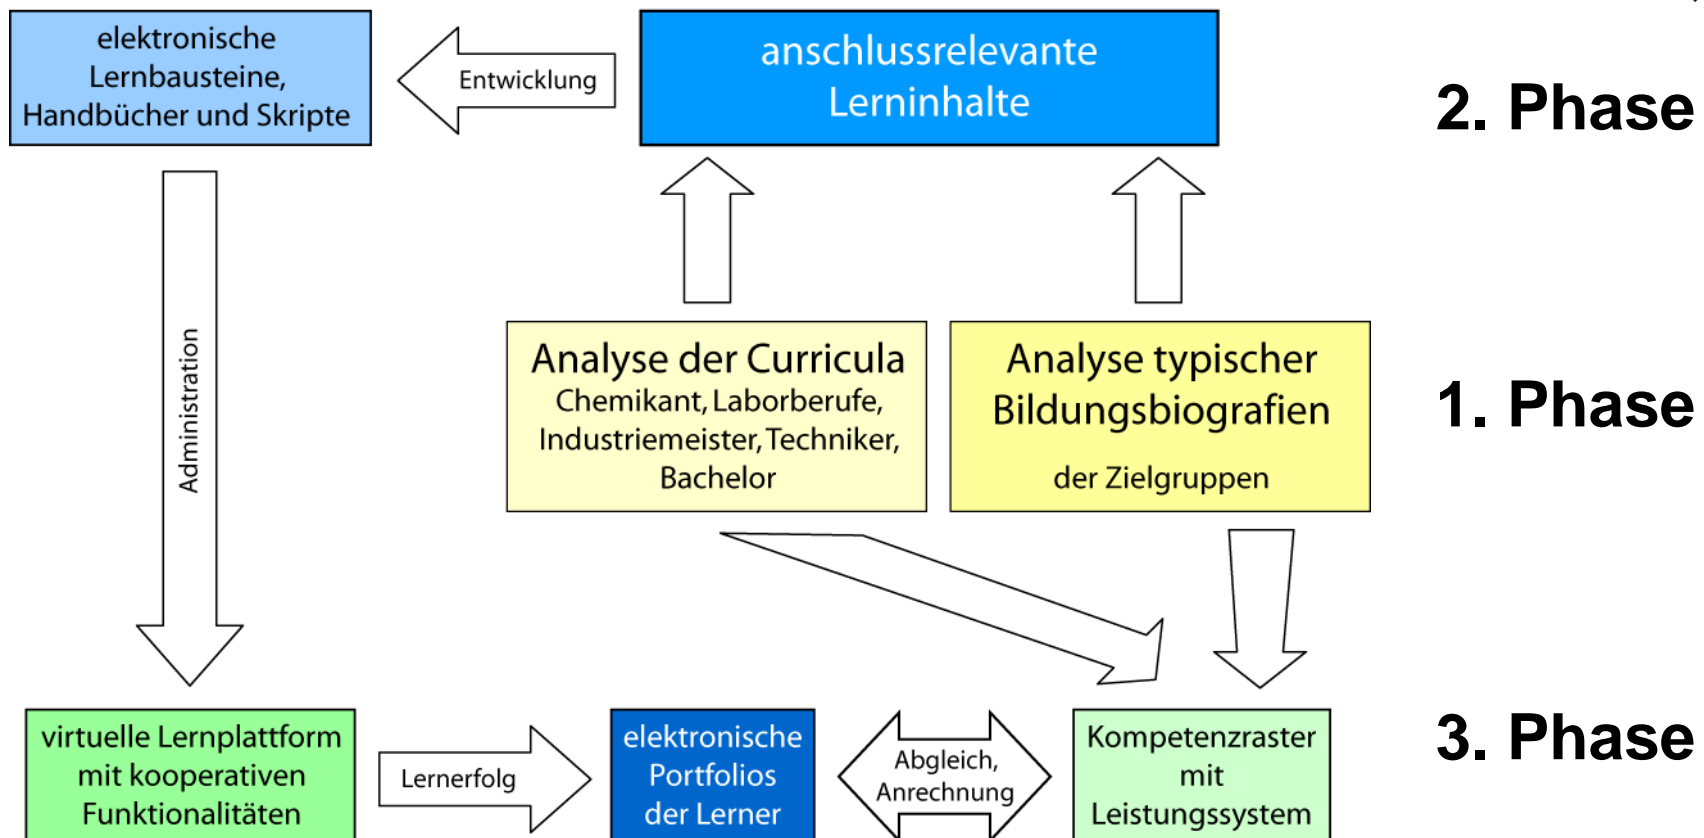 elektronische
Lernbausteine,
Handbücher und Skripte
Entwicklung
anschlussrelevante
Lerninhalte
2. Phase
Administration
Analyse der Curricula
Chemikant, Laborberufe,
Industriemeister, Techniker,
Bachelor
Analyse typischer
Bildungsbiografien
der Zielgruppen
1. Phase
virtuelle Lernplattform
mit kooperativen
Funktionalitäten
Lernerfolg
elektronische
Portfolios
der Lerner
Abgleich,
Anrechnung
Kompetenzraster
mit
Leistungssystem
3. Phase